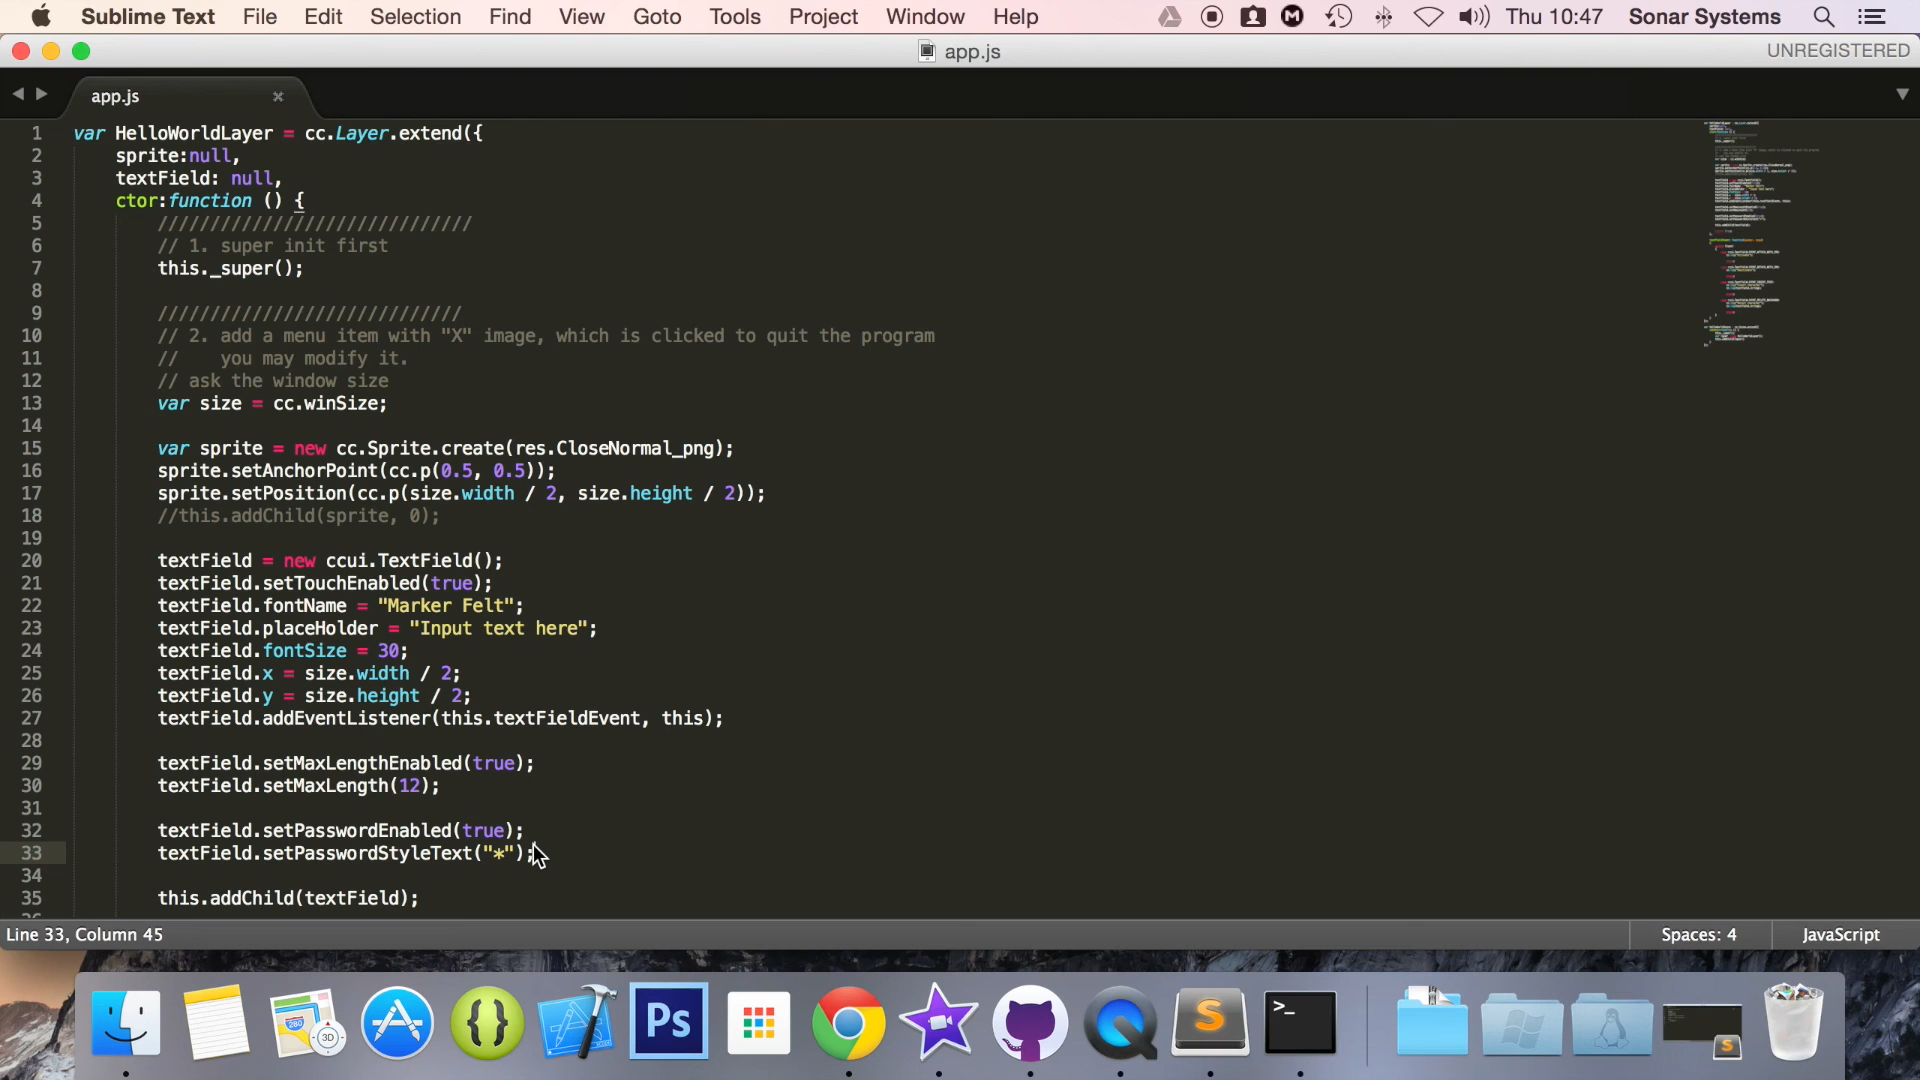 Sublime Text File Edit Selection Find View Goto Tools Project Window Help Thu 10:47 Sonar Systems
app.js UNREGISTERED
app.js
1 var HelloWorldLayer = cc.Layer.extend({
2 sprite:null,
3 textField: null,
4 ctor:function () {
5 //////////////////////////////
6 // 1. super init first
7 this._super();
8
9 /////////////////////////////
10 // 2. add a menu item with "X" image, which is clicked to quit the program
11 // you may modify it.
12 // ask the window size
13 var size = cc.winSize;
14
15 var sprite = new cc.Sprite.create(res.CloseNormal_png);
16 sprite.setAnchorPoint(cc.p(0.5, 0.5));
17 sprite.setPosition(cc.p(size.width / 2, size.height / 2));
18 //this.addChild(sprite, 0);
19
20 textField = new ccui.TextField();
21 textField.setTouchEnabled(true);
22 textField.fontName = "Marker Felt";
23 textField.placeHolder = "Input text here";
24 textField.fontSize = 30;
25 textField.x = size.width / 2;
26 textField.y = size.height / 2;
27 textField.addEventListener(this.textFieldEvent, this);
28
29 textField.setMaxLengthEnabled(true);
30 textField.setMaxLength(12);
31
32 textField.setPasswordEnabled(true);
33 textField.setPasswordStyleText("*");
34
35 this.addChild(textField);
Line 33, Column 45 Spaces: 4 JavaScript
280
3D
{}
Ps
S
>_
S